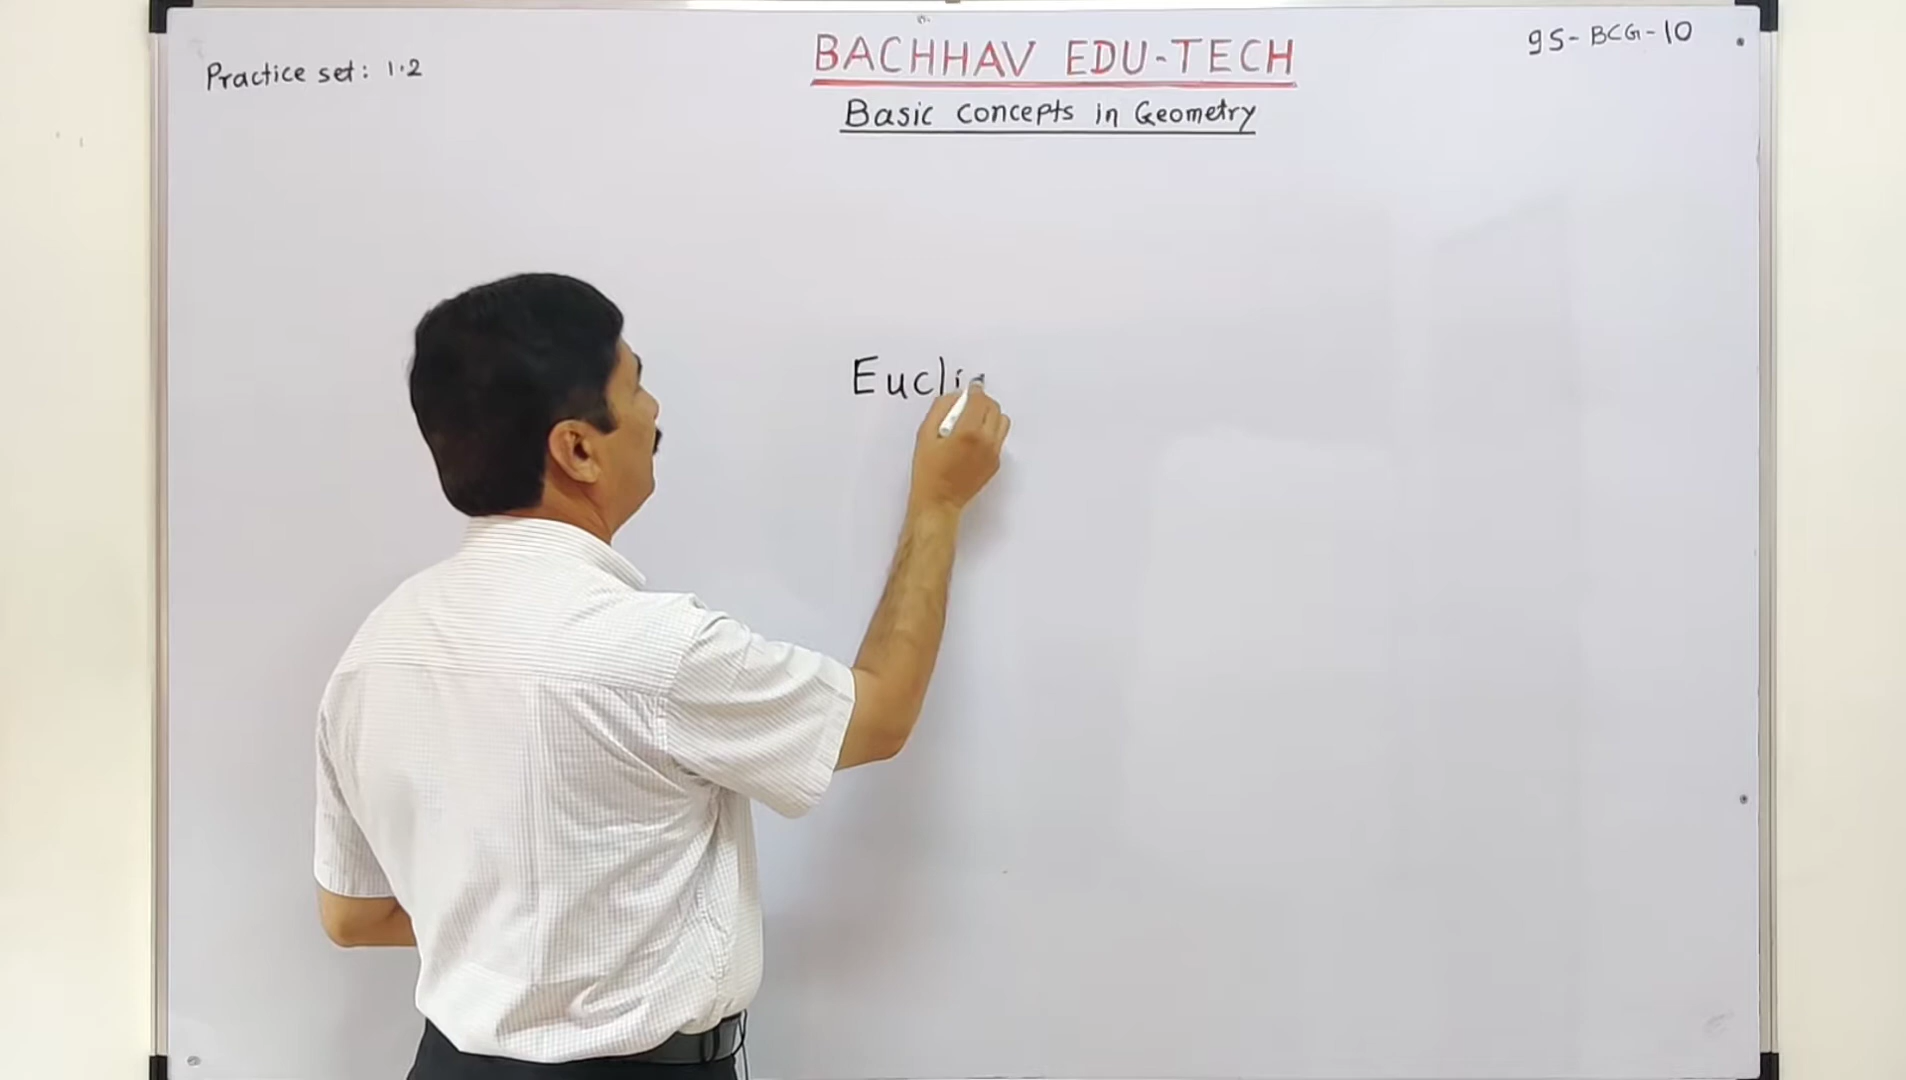 Practice set: 1.2
BACHHAV EDU-TECH
9S-BCG-10
Basic Concepts in Geometry
Eucli